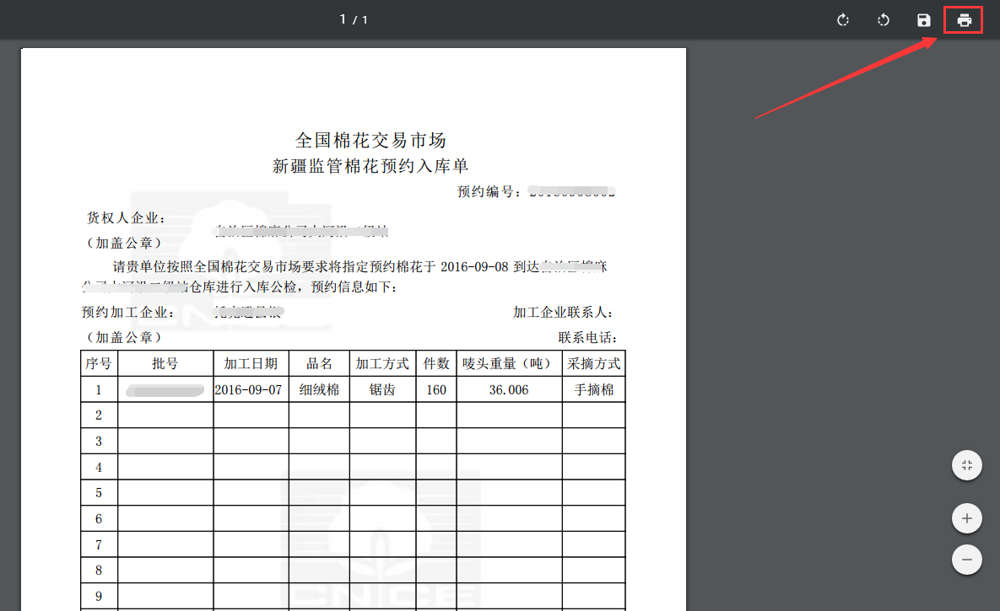 1 / 1
全国棉花交易市场
新疆监管棉花预约入库单
预约编号：
货权人企业：
（加盖公章）
请贵单位按照全国棉花交易市场要求将指定预约棉花于 2016-09-08 到达
仓库进行入库公检，预约信息如下：
预约加工企业： 加工企业联系人：
（加盖公章） 联系电话：
序号 批号 加工日期 品名 加工方式 件数 唛头重量（吨） 采摘方式
1 2016-09-07 细绒棉 锯齿 160 36.006 手摘棉
2
3
4
5
6
7
8
9
CNCE
CNCE